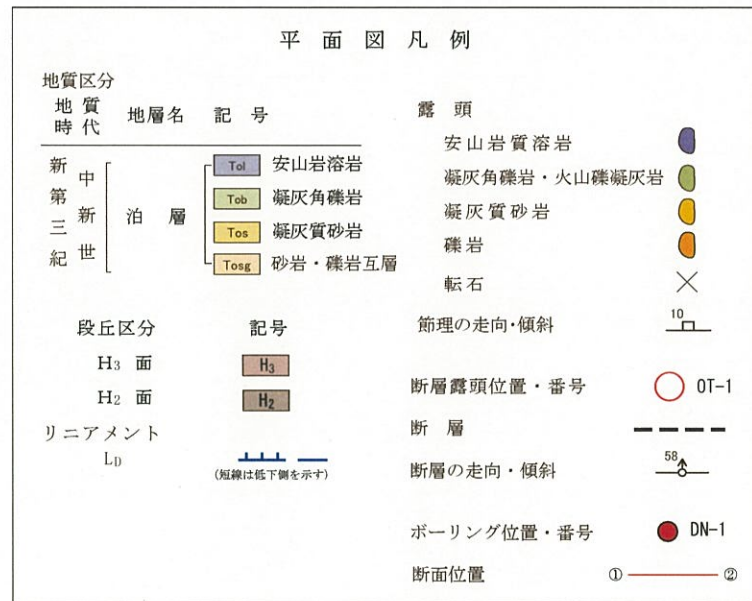 平面図凡例
地質区分
地質時代 地層名 記号
新第三紀 中新世 泊層
Tol 安山岩溶岩
Tob 凝灰角礫岩
Tos 凝灰質砂岩
Tosg 砂岩・礫岩互層
段丘区分 記号
H3 面 H3
H2 面 H2
リニアメント
LD
(短線は低下側を示す)
露頭
安山岩質溶岩
凝灰角礫岩・火山礫凝灰岩
凝灰質砂岩
礫岩
転石
節理の走向・傾斜 10
断層露頭位置・番号 OT-1
断層
断層の走向・傾斜 58
ボーリング位置・番号 DN-1
断面位置 ① ②